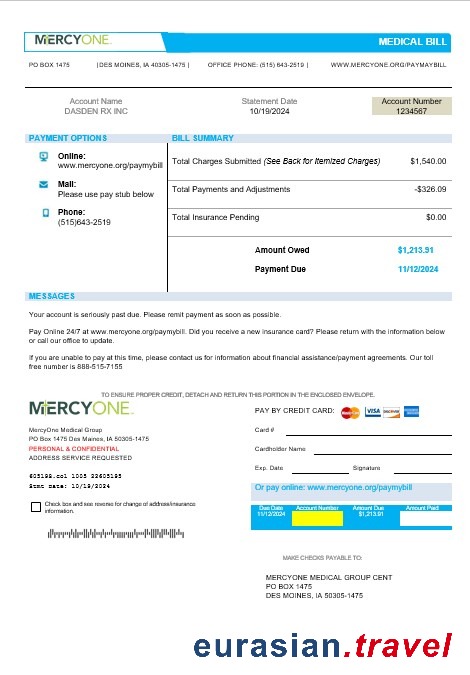 MERCYONE.
MEDICAL BILL
PO BOX 1475 |DES MOINES, IA 40305-1475 | OFFICE PHONE: (515) 643-2519 | WWW.MERCYONE.ORG/PAYMAYBILL
Account Name Statement Date Account Number
DASDEN RX INC 10/19/2024 1234567
PAYMENT OPTIONS BILL SUMMARY
Online:
www.mercyone.org/paymybill
Mail:
Please use pay stub below
Phone:
(515)643-2519
Total Charges Submitted (See Back for Itemized Charges) $1,540.00
Total Payments and Adjustments -$326.09
Total Insurance Pending $0.00
Amount Owed $1,213.91
Payment Due 11/12/2024
MESSAGES
Your account is seriously past due. Please remit payment as soon as possible.
Pay Online 24/7 at www.mercyone.org/paymybill. Did you receive a new insurance card? Please return with the information below
or call our office to update.
If you are unable to pay at this time, please contact us for information about financial assistance/payment agreements. Our toll
free number is 888-515-7155
TO ENSURE PROPER CREDIT, DETACH AND RETURN THIS PORTION IN THE ENCLOSED ENVELOPE.
MERCYONE.
MercyOne Medical Group
PO Box 1475 Des Maines, IA 50305-1475
PERSONAL & CONFIDENTIAL
ADDRESS SERVICE REQUESTED
605198.col 1005 22605195
Stmt date: 10/19/2024
Check box and see reverse for change of address/insurance
information.
PAY BY CREDIT CARD: MasterCard VISA DISCOVER
Card #
Cardholder Name
Exp. Date Signature
Or pay online: www.mercyone.org/paymybill
Due Date Account Number Amount Due Amount Paid
11/12/2024 $1,213.91
MAKE CHECKS PAYABLE TO:
MERCYONE MEDICAL GROUP CENT
PO BOX 1475
DES MOINES, IA 50305-1475
eurasian.travel